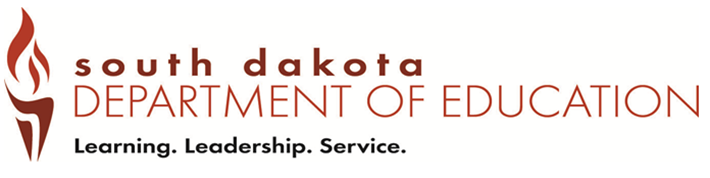 south dakota
DEPARTMENT OF EDUCATION
Learning. Leadership. Service.